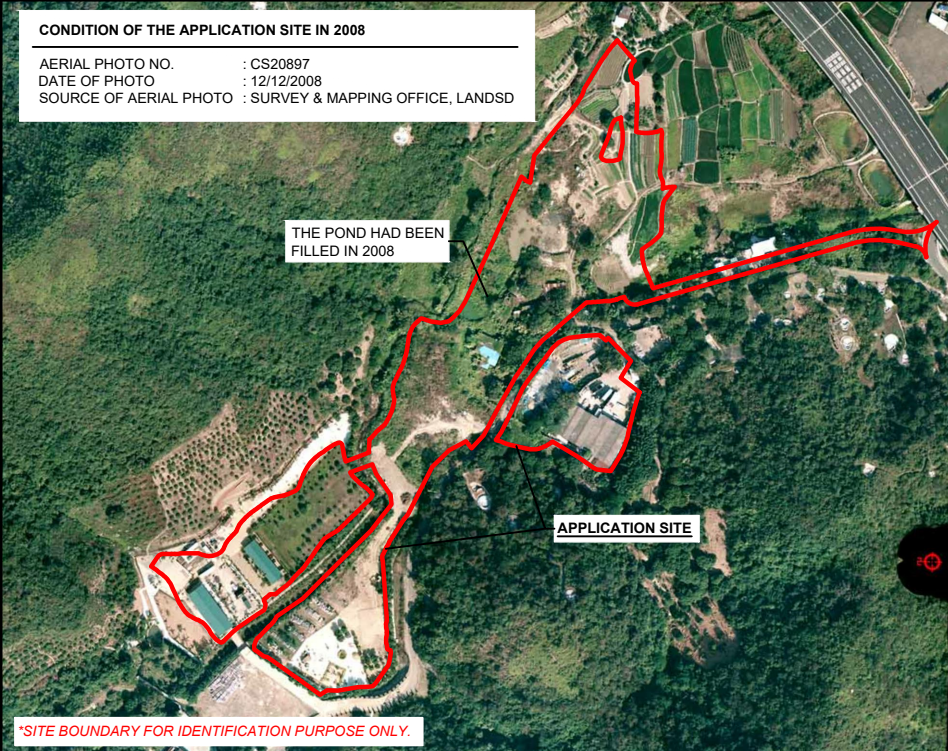 CONDITION OF THE APPLICATION SITE IN 2008
AERIAL PHOTO NO. : CS20897
DATE OF PHOTO : 12/12/2008
SOURCE OF AERIAL PHOTO : SURVEY & MAPPING OFFICE, LANDSD
THE POND HAD BEEN
FILLED IN 2008
APPLICATION SITE
*SITE BOUNDARY FOR IDENTIFICATION PURPOSE ONLY.